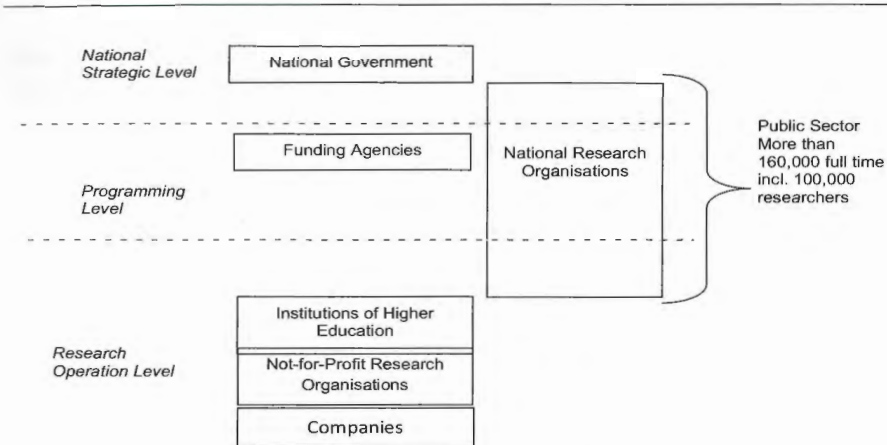 National
Strategic Level
National Government
Funding Agencies
National Research
Organisations
Public Sector
More than
160,000 full time
incl. 100,000
researchers
Programming
Level
Institutions of Higher
Education
Research
Operation Level
Not-for-Profit Research
Organisations
Companies